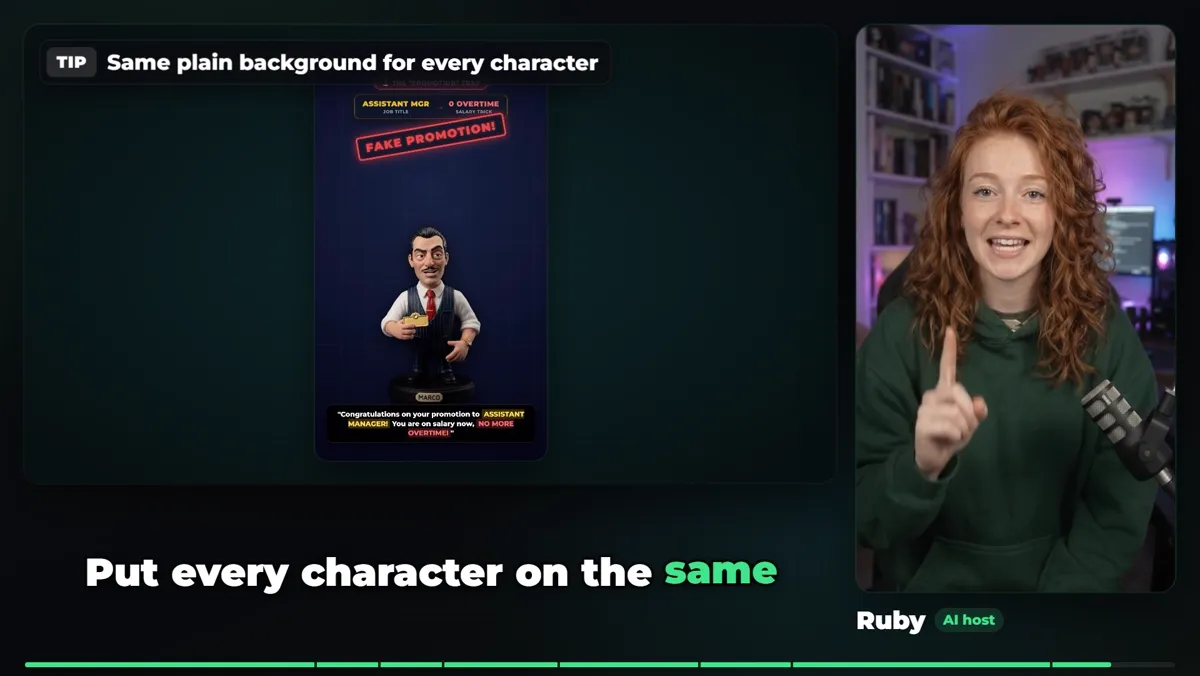 TIP Same plain background for every character
ASSISTANT MGR
JOB TITLE
0 OVERTIME
SALARY TRICK
FAKE PROMOTION!
MARCO
"Congratulations on your promotion to ASSISTANT
MANAGER! You are on salary now, NO MORE
OVERTIME!"
Put every character on the same
Ruby AI host